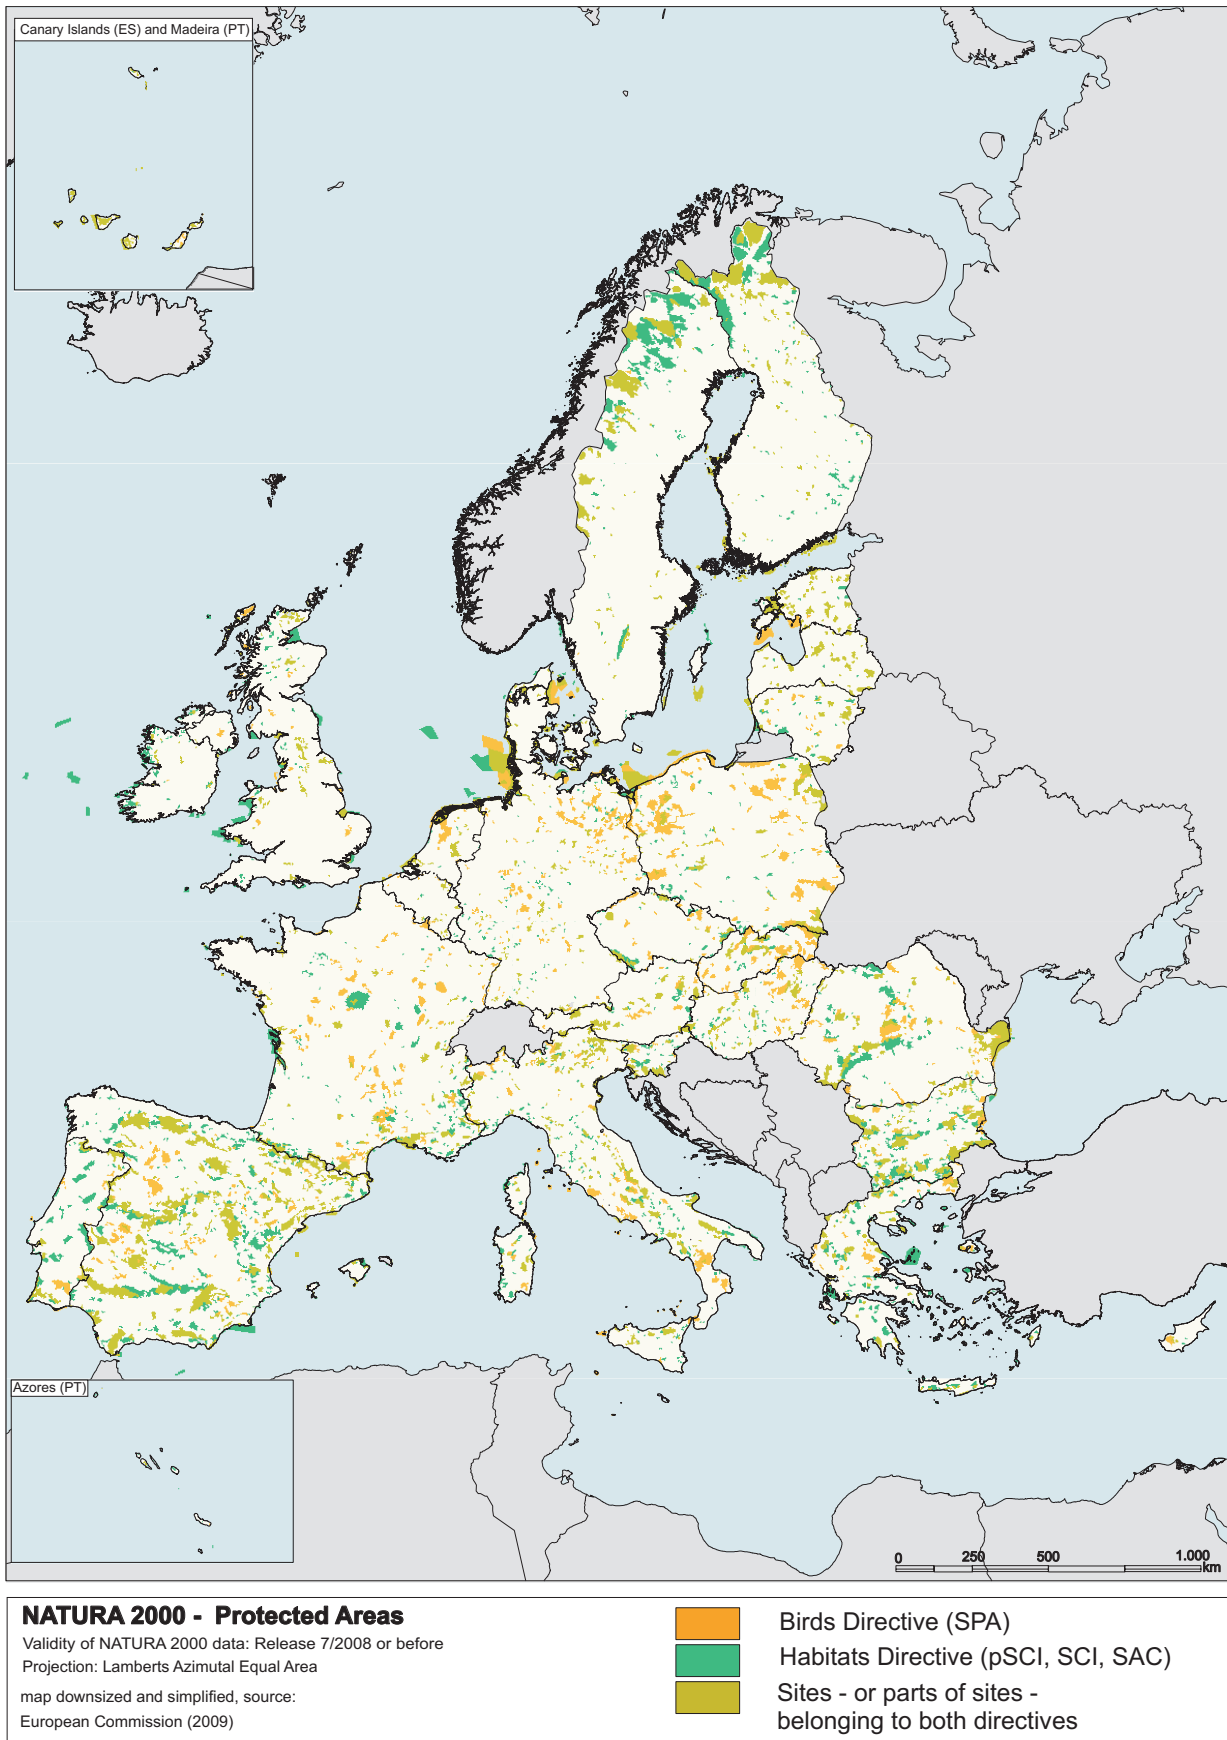 Canary Islands (ES) and Madeira (PT)
Azores (PT)
0 250 500 1.000
km
NATURA 2000 - Protected Areas
Validity of NATURA 2000 data: Release 7/2008 or before
Projection: Lamberts Azimutal Equal Area
map downsized and simplified, source:
European Commission (2009)
Birds Directive (SPA)
Habitats Directive (pSCI, SCI, SAC)
Sites - or parts of sites -
belonging to both directives